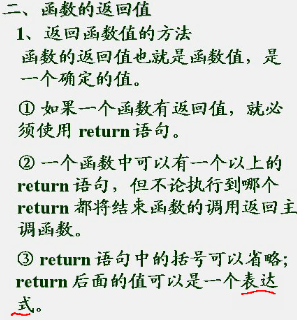 二、函数的返回值
1、返回函数值的方法
函数的返回值也就是函数值，是
一个确定的值。
① 如果一个函数有返回值，就必
须使用 return 语句。
② 一个函数中可以有一个以上的
return 语句，但不论执行到哪个
return 都将结束函数的调用返回主
调函数。
③ return 语句中的括号可以省略；
return 后面的值可以是一个表达
式。